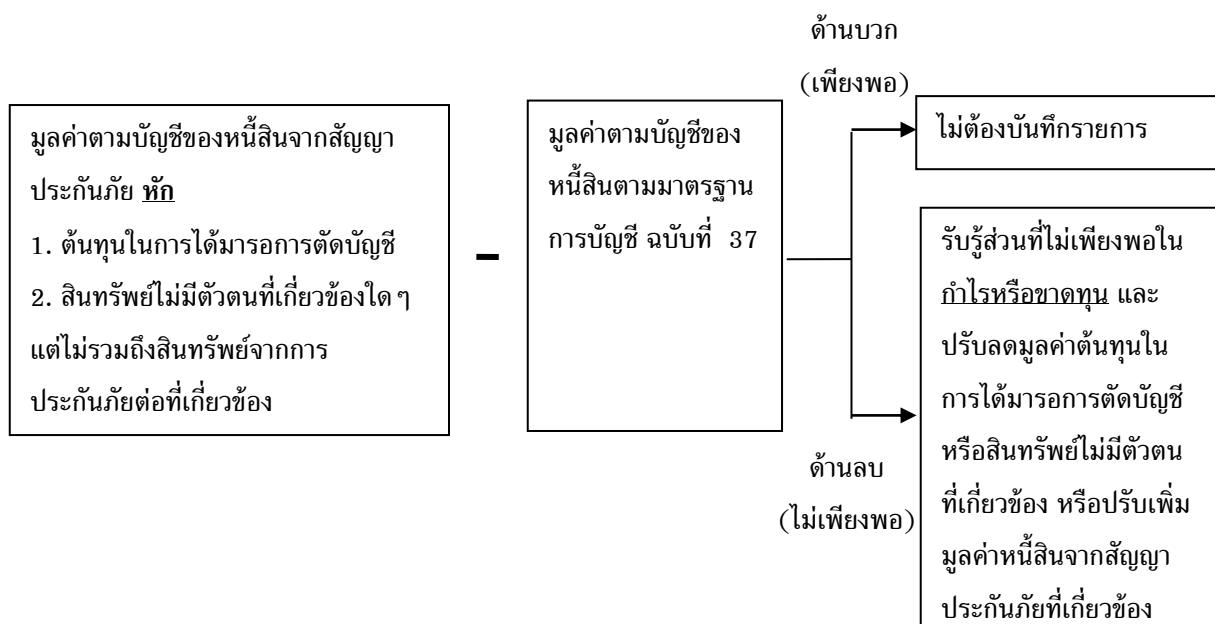 ด้านบวก
(เพียงพอ)
มูลค่าตามบัญชีของหนี้สินจากสัญญา
ประกันภัย หัก
1. ต้นทุนในการได้มารอการตัดบัญชี
2. สินทรัพย์ไม่มีตัวตนที่เกี่ยวข้องใด ๆ
แต่ไม่รวมถึงสินทรัพย์จากการ
ประกันภัยต่อที่เกี่ยวข้อง
-
มูลค่าตามบัญชีของ
หนี้สินตามมาตรฐาน
การบัญชี ฉบับที่ 37
ไม่ต้องบันทึกรายการ
ด้านลบ
(ไม่เพียงพอ)
รับรู้ส่วนที่ไม่เพียงพอใน
กำไรหรือขาดทุน และ
ปรับลดมูลค่าต้นทุนใน
การได้มารอการตัดบัญชี
หรือสินทรัพย์ไม่มีตัวตน
ที่เกี่ยวข้อง หรือปรับเพิ่ม
มูลค่าหนี้สินจากสัญญา
ประกันภัยที่เกี่ยวข้อง